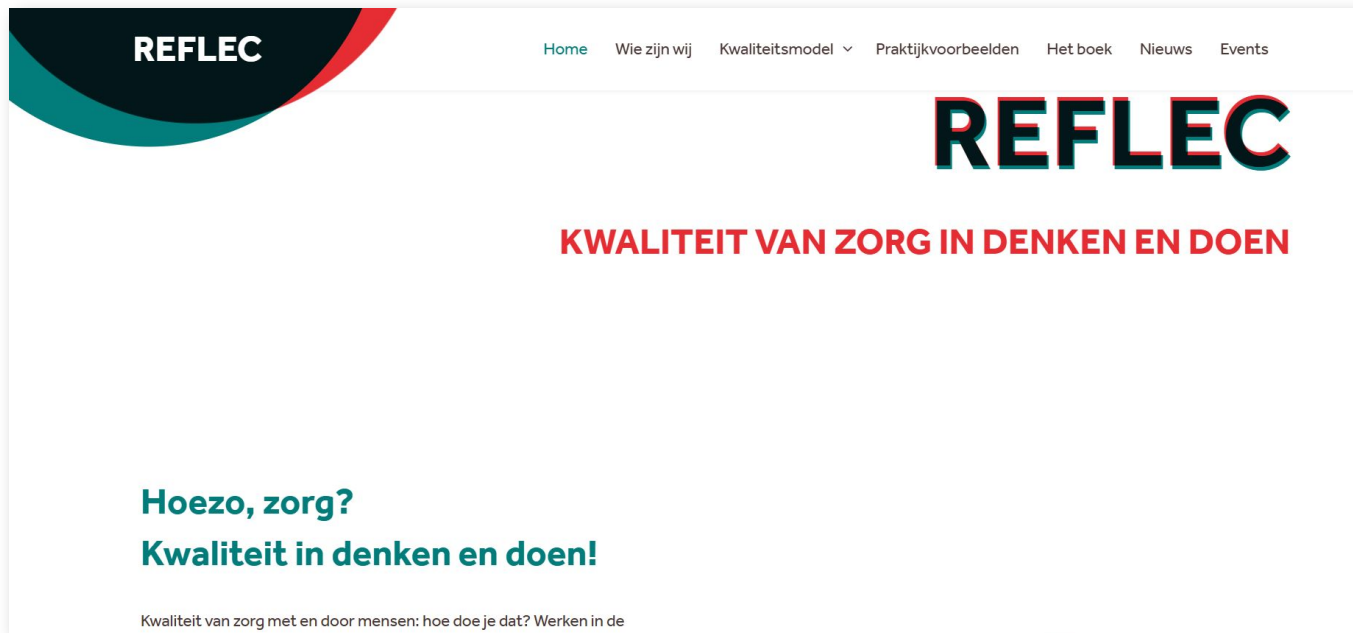 REFLEC
Home Wie zijn wij Kwaliteitsmodel Praktijkvoorbeelden Het boek Nieuws Events
REFLEC
KWALITEIT VAN ZORG IN DENKEN EN DOEN
Hoezo, zorg?
Kwaliteit in denken en doen!
Kwaliteit van zorg met en door mensen: hoe doe je dat? Werken in de